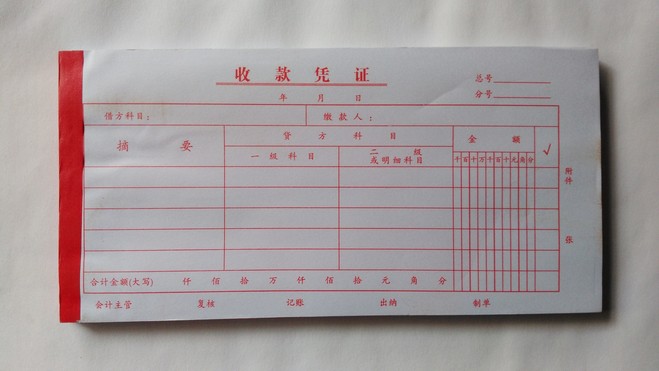 收款凭证
总号
年 月 日
分号
借方科目： 缴款人：
摘要 贷方科目 金额 √
一级科目 二级及明细科目 千百十万千百十元角分
附件
张
合计金额(大写) 仟佰拾万仟佰拾元角分
会计主管 复核 记账 出纳 制单